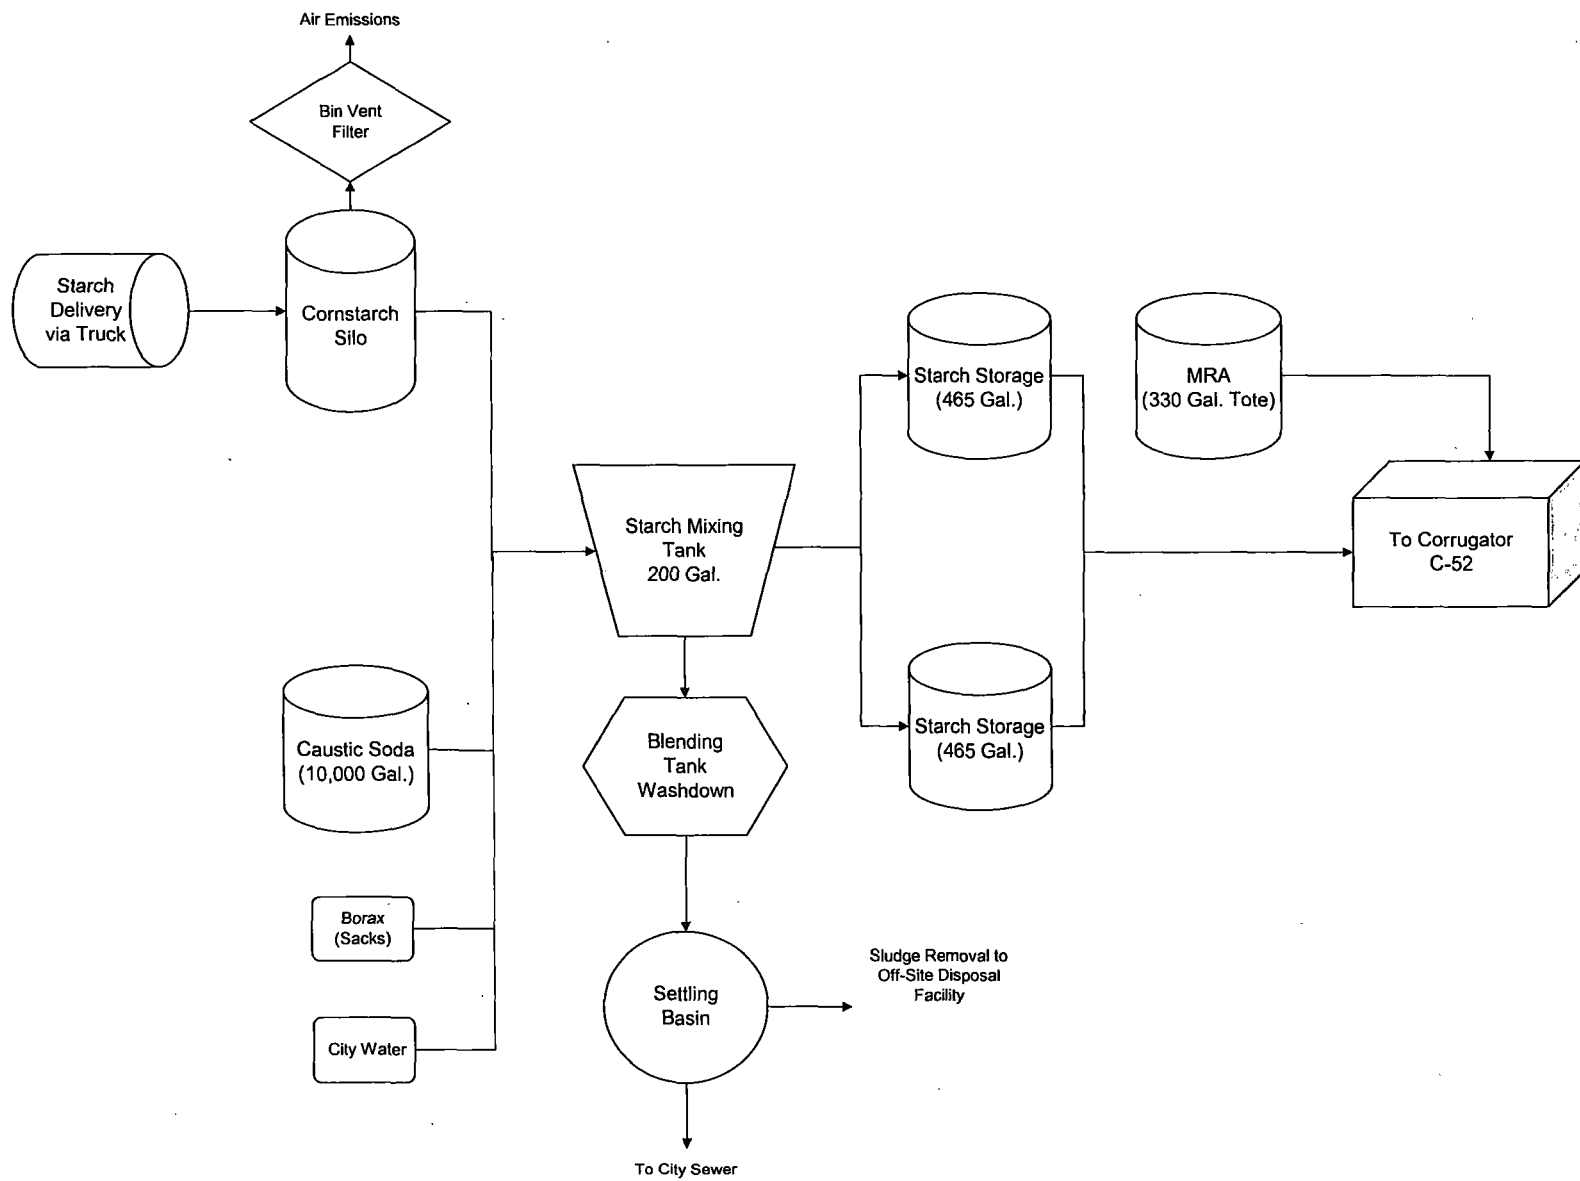 Air Emissions
Bin Vent
Filter
Starch
Delivery
via Truck
Cornstarch
Silo
Starch Storage
(465 Gal.)
MRA
(330 Gal. Tote)
Starch Mixing
Tank
200 Gal.
To Corrugator
C-52
Caustic Soda
(10,000 Gal.)
Blending
Tank
Washdown
Starch Storage
(465 Gal.)
Borax
(Sacks)
City Water
Settling
Basin
Sludge Removal to
Off-Site Disposal
Facility
To City Sewer